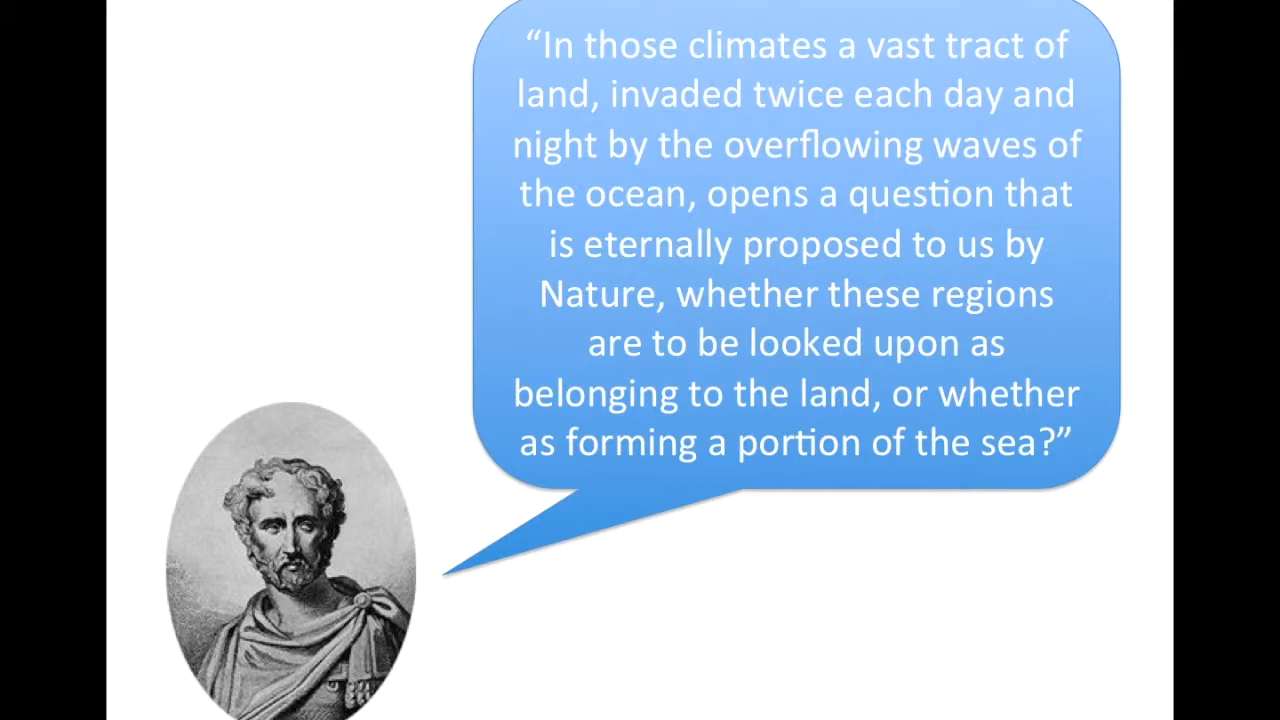 “In those climates a vast tract of
land, invaded twice each day and
night by the overflowing waves of
the ocean, opens a question that
is eternally proposed to us by
Nature, whether these regions
are to be looked upon as
belonging to the land, or whether
as forming a portion of the sea?”